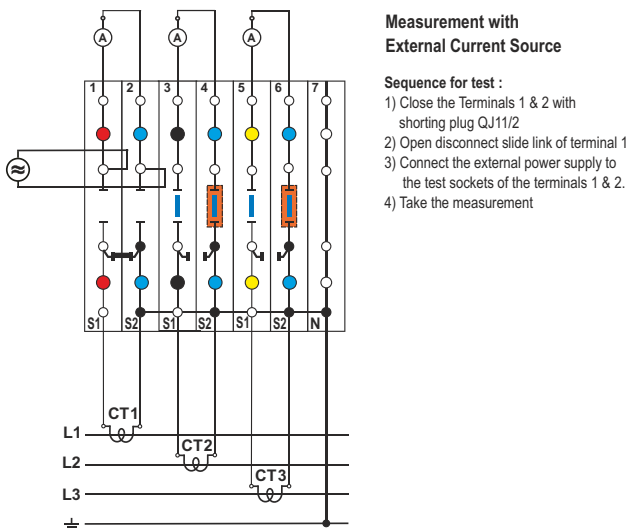 Measurement with
External Current Source
Sequence for test :
1) Close the Terminals 1 & 2 with
shorting plug QJ11/2
2) Open disconnect slide link of terminal 1
3) Connect the external power supply to
the test sockets of the terminals 1 & 2.
4) Take the measurement
A A A
1 2 3 4 5 6 7
S1 S2 S1 S2 S1 S2 N
CT1
L1
CT2
L2
CT3
L3